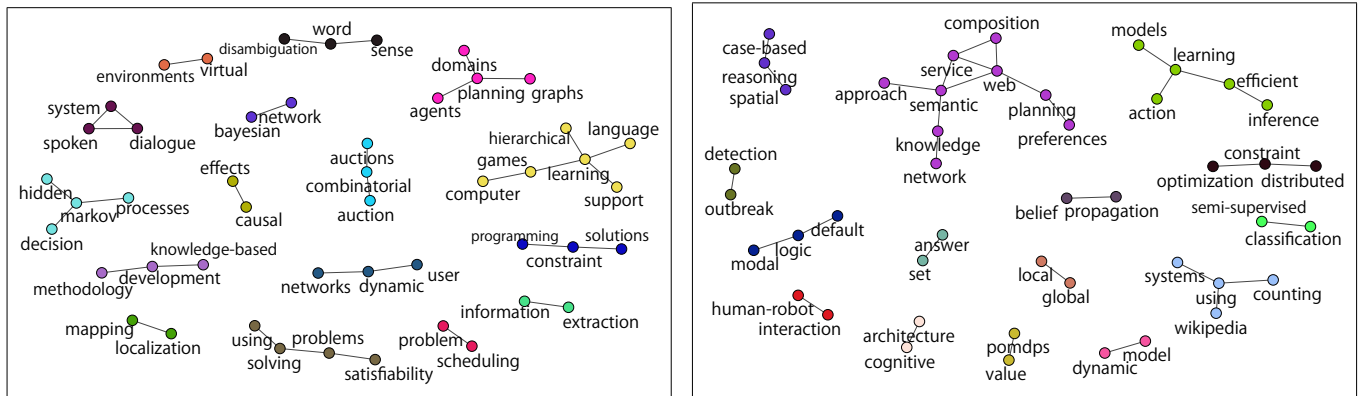 word
disambiguation
sense
environments
virtual
domains
planning graphs
agents
system
spoken
dialogue
network
bayesian
hierarchical
language
games
learning
computer
support
auctions
combinatorial
auction
effects
causal
hidden
markov
processes
decision
knowledge-based
development
methodology
programming
solutions
constraint
networks
dynamic
user
information
extraction
mapping
localization
using
problems
solving
satisfiability
problem
scheduling
composition
case-based
reasoning
spatial
service
web
approach
semantic
planning
preferences
knowledge
network
models
learning
efficient
action
inference
detection
outbreak
constraint
optimization
distributed
belief
propagation
semi-supervised
classification
default
logic
modal
answer
set
local
global
systems
using
counting
wikipedia
human-robot
interaction
architecture
cognitive
pomdps
value
model
dynamic